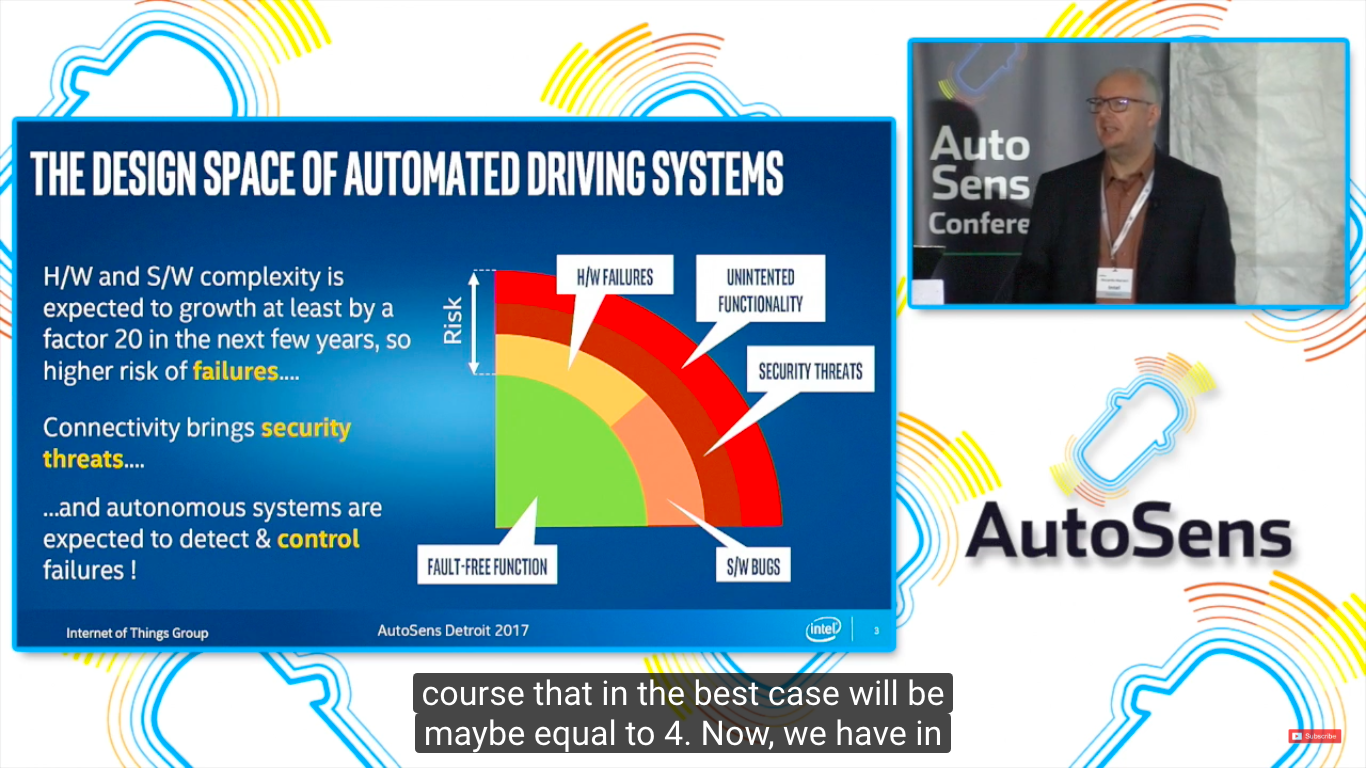 THE DESIGN SPACE OF AUTOMATED DRIVING SYSTEMS
H/W and S/W complexity is
expected to growth at least by a
factor 20 in the next few years, so
higher risk of failures....
Connectivity brings security
threats....
...and autonomous systems are
expected to detect & control
failures !
Risk
H/W FAILURES
UNINTENTED
FUNCTIONALITY
SECURITY THREATS
FAULT-FREE FUNCTION
S/W BUGS
Internet of Things Group
AutoSens Detroit 2017
intel
3
Auto
Sens
Confere
AutoSens
course that in the best case will be
maybe equal to 4. Now, we have in
Subscribe